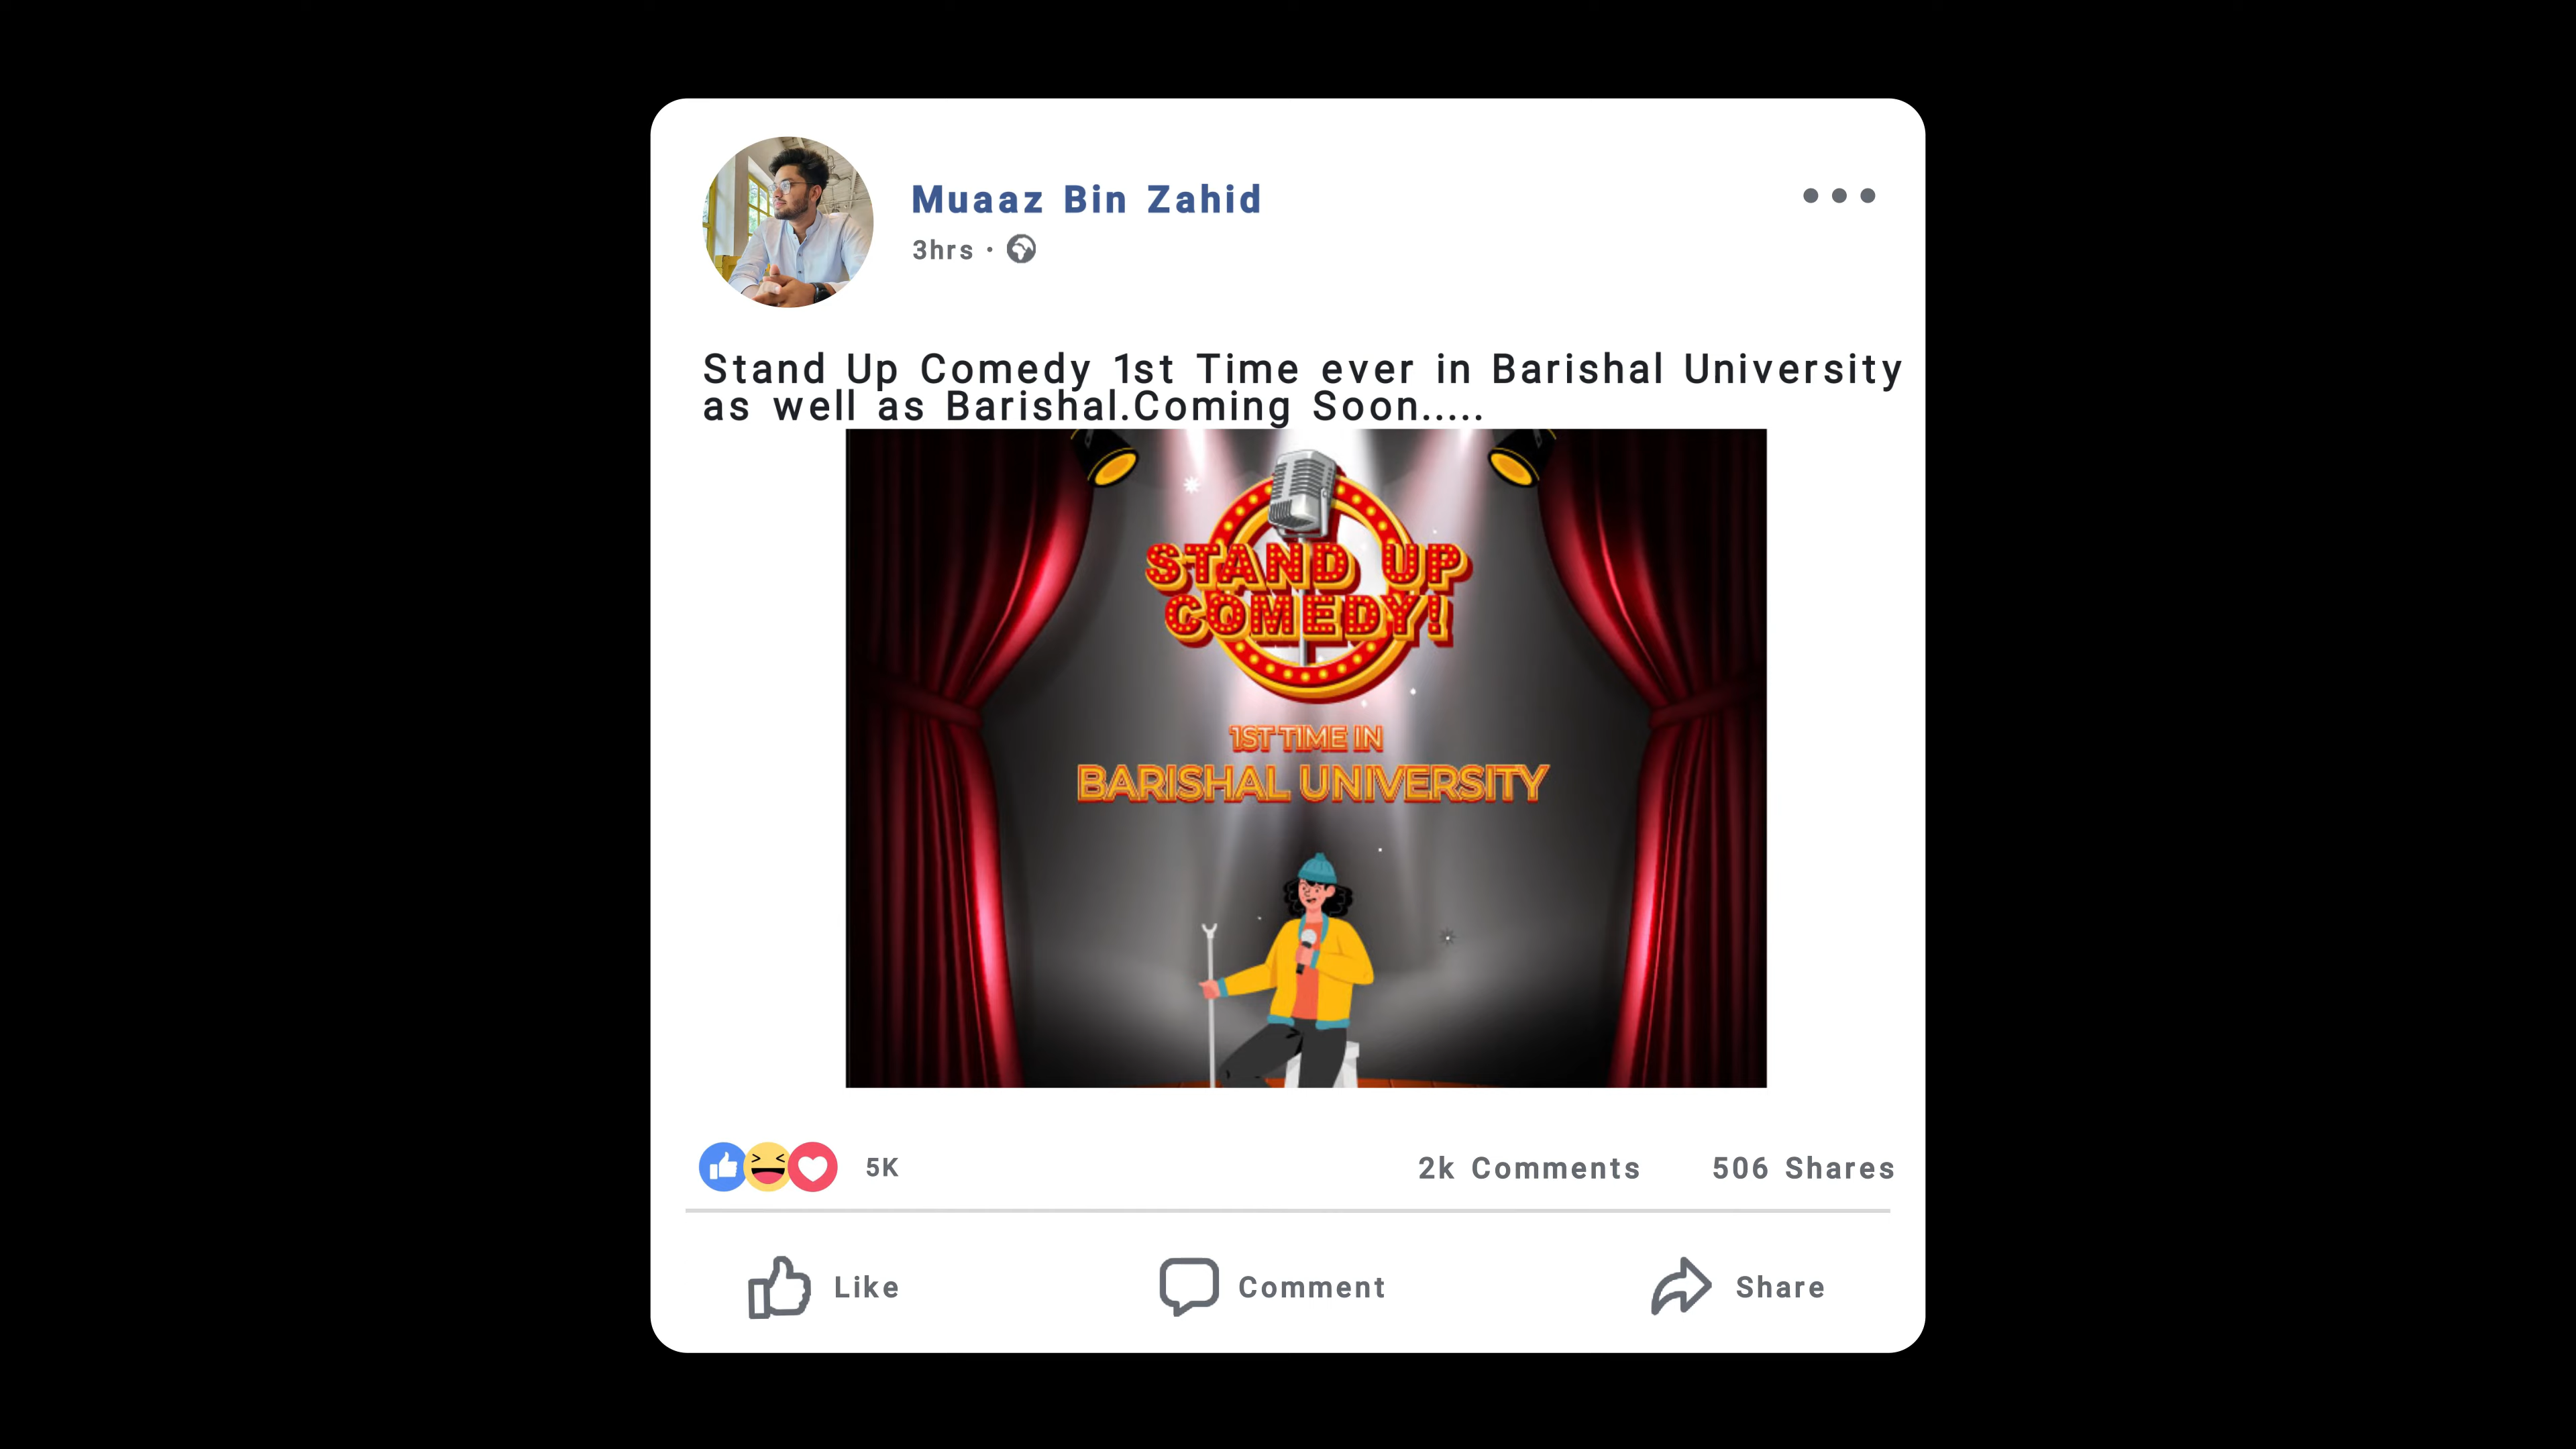 Muaaz Bin Zahid
3hrs ·
Stand Up Comedy 1st Time ever in Barishal University
as well as Barishal.Coming Soon.....
STAND UP
COMEDY!
1ST TIME IN
BARISHAL UNIVERSITY
5K 2k Comments 506 Shares
Like Comment Share